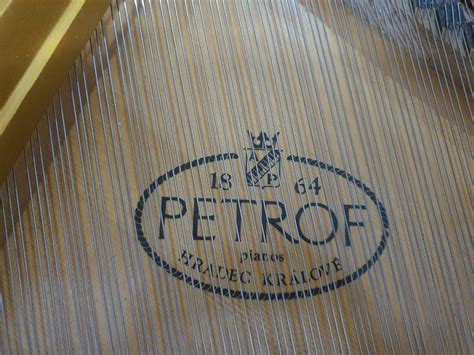 18 64
PETROF
pianos
HRADEC KRÁLOVÉ